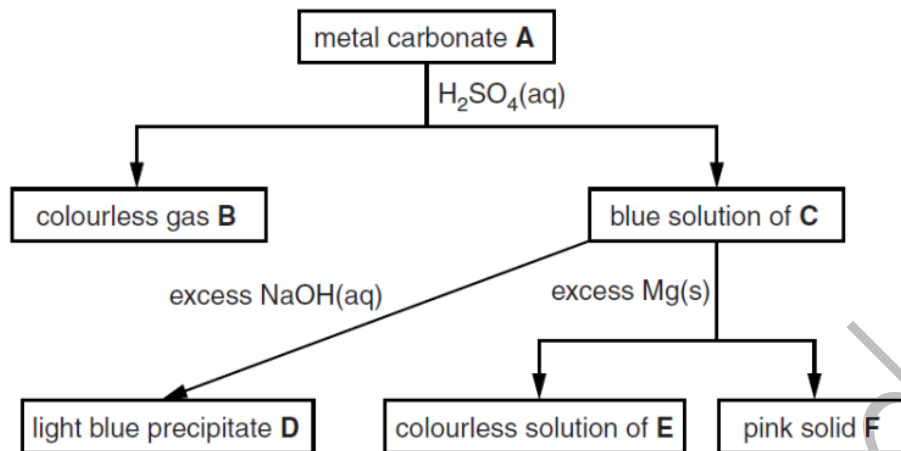 metal carbonate A
H₂SO₄(aq)
colourless gas B
blue solution of C
excess NaOH(aq)
excess Mg(s)
light blue precipitate D
colourless solution of E
pink solid F